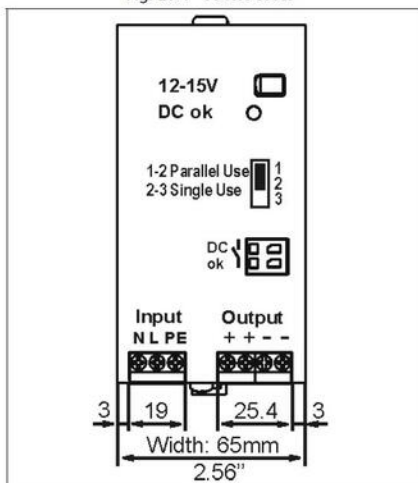 12-15V
DC ok
1-2 Parallel Use
2-3 Single Use
1
2
3
DC
ok
Input Output
N L PE + + - -
3 19 25.4 3
Width: 65mm
2.56"